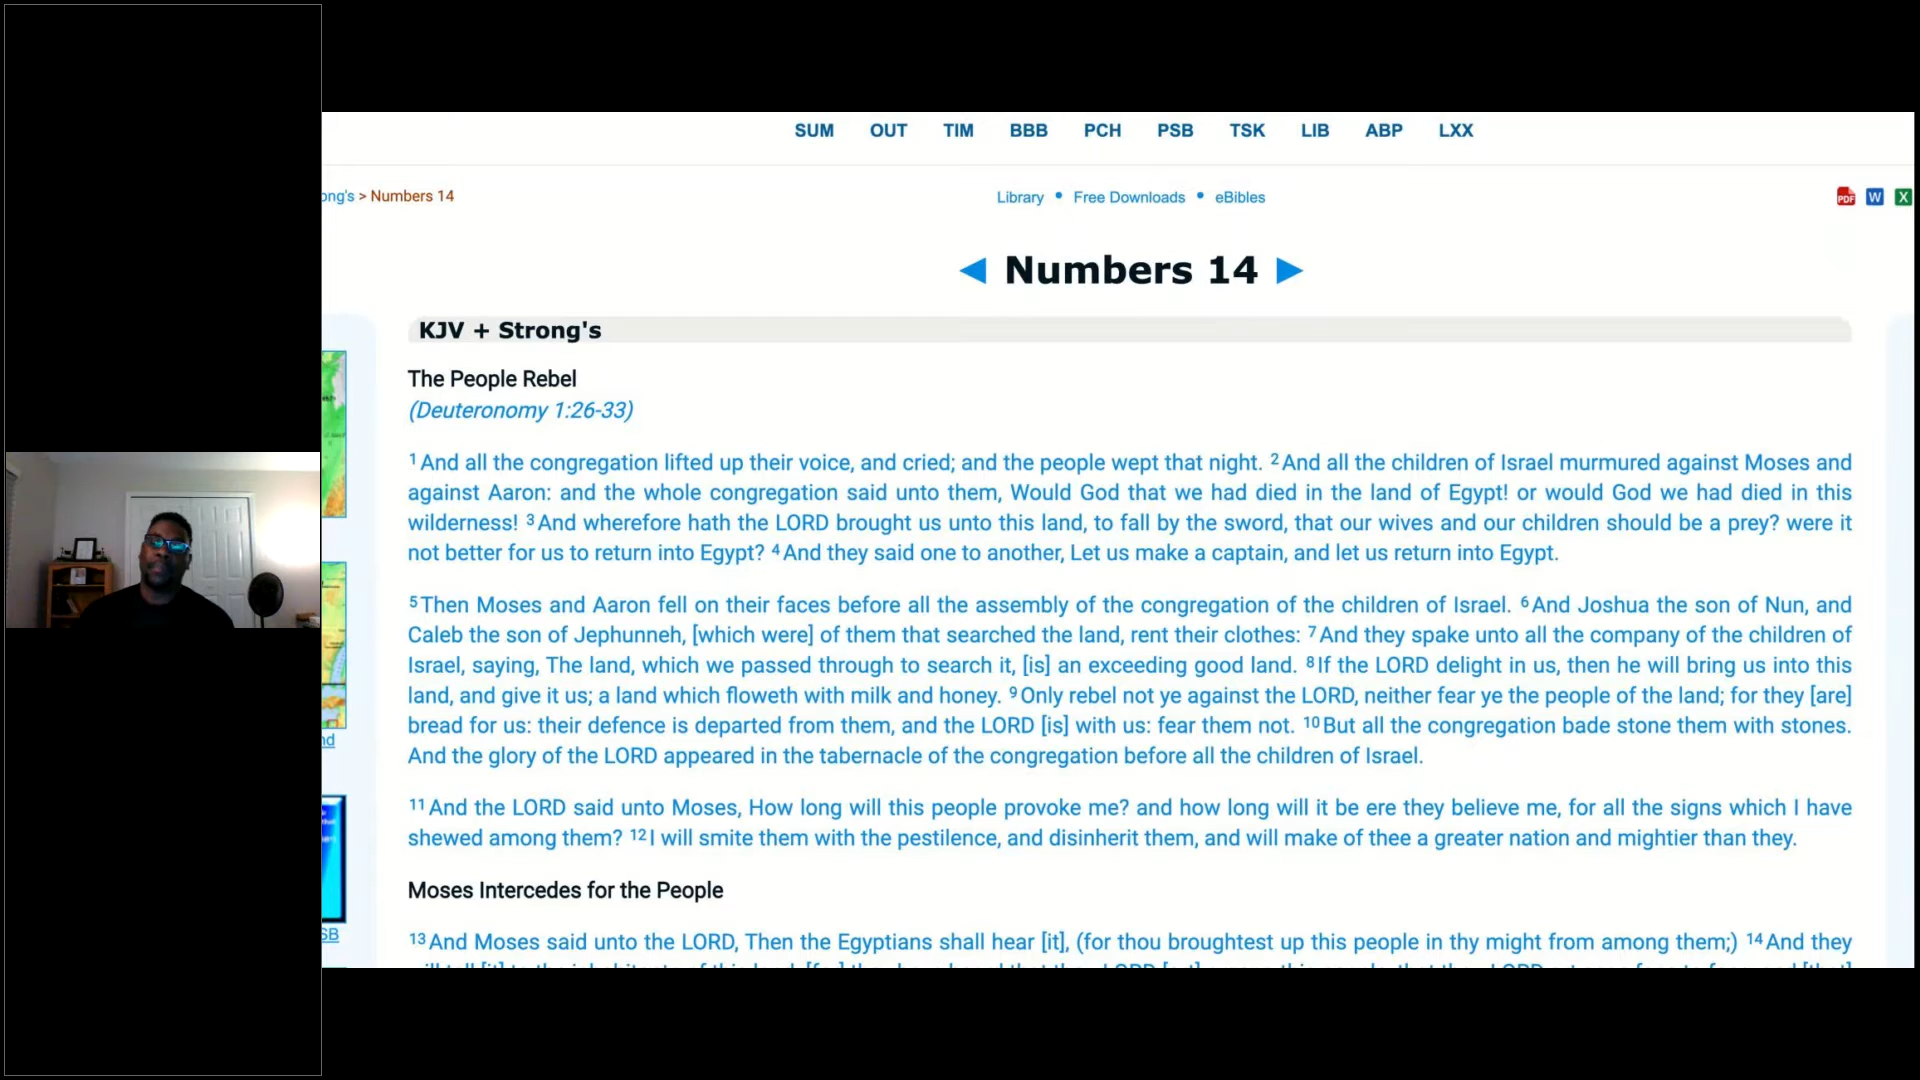 SUM OUT TIM BBB PCH PSB TSK LIB ABP LXX
ong's > Numbers 14
Library • Free Downloads • eBibles
PDF W X
◄ Numbers 14 ►
KJV + Strong's
The People Rebel
(Deuteronomy 1:26-33)
1 And all the congregation lifted up their voice, and cried; and the people wept that night. 2 And all the children of Israel murmured against Moses and
against Aaron: and the whole congregation said unto them, Would God that we had died in the land of Egypt! or would God we had died in this
wilderness! 3 And wherefore hath the LORD brought us unto this land, to fall by the sword, that our wives and our children should be a prey? were it
not better for us to return into Egypt? 4 And they said one to another, Let us make a captain, and let us return into Egypt.
5 Then Moses and Aaron fell on their faces before all the assembly of the congregation of the children of Israel. 6 And Joshua the son of Nun, and
Caleb the son of Jephunneh, [which were] of them that searched the land, rent their clothes: 7 And they spake unto all the company of the children of
Israel, saying, The land, which we passed through to search it, [is] an exceeding good land. 8 If the LORD delight in us, then he will bring us into this
land, and give it us; a land which floweth with milk and honey. 9 Only rebel not ye against the LORD, neither fear ye the people of the land; for they [are]
bread for us: their defence is departed from them, and the LORD [is] with us: fear them not. 10 But all the congregation bade stone them with stones.
And the glory of the LORD appeared in the tabernacle of the congregation before all the children of Israel.
nd
11 And the LORD said unto Moses, How long will this people provoke me? and how long will it be ere they believe me, for all the signs which I have
shewed among them? 12 I will smite them with the pestilence, and disinherit them, and will make of thee a greater nation and mightier than they.
Moses Intercedes for the People
SB
13 And Moses said unto the LORD, Then the Egyptians shall hear [it], (for thou broughtest up this people in thy might from among them;) 14 And they